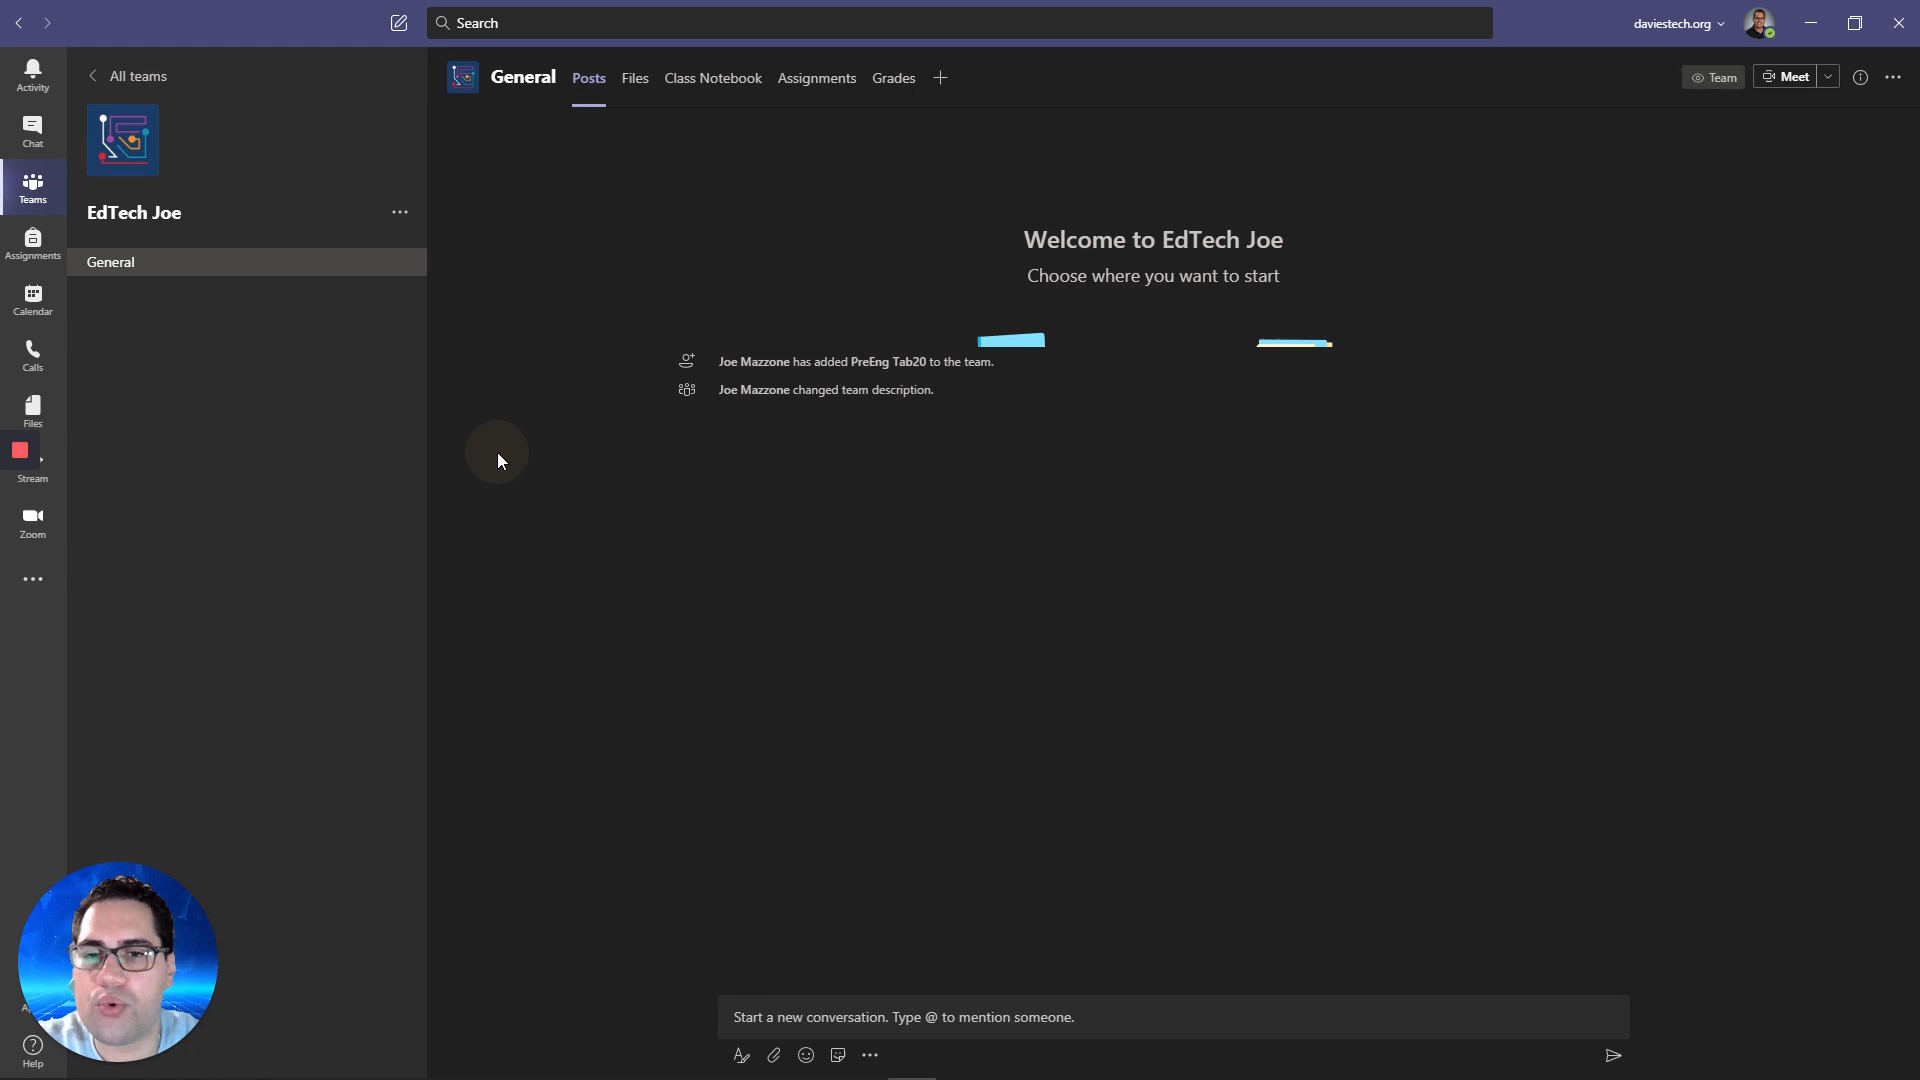 Search
daviestech.org
Activity
Chat
Teams
Assignments
Calendar
Calls
Files
Stream
Zoom
Help
All teams
EdTech Joe
General
General
Posts
Files
Class Notebook
Assignments
Grades
Team
Meet
Welcome to EdTech Joe
Choose where you want to start
Joe Mazzone has added PreEng Tab20 to the team.
Joe Mazzone changed team description.
Start a new conversation. Type @ to mention someone.